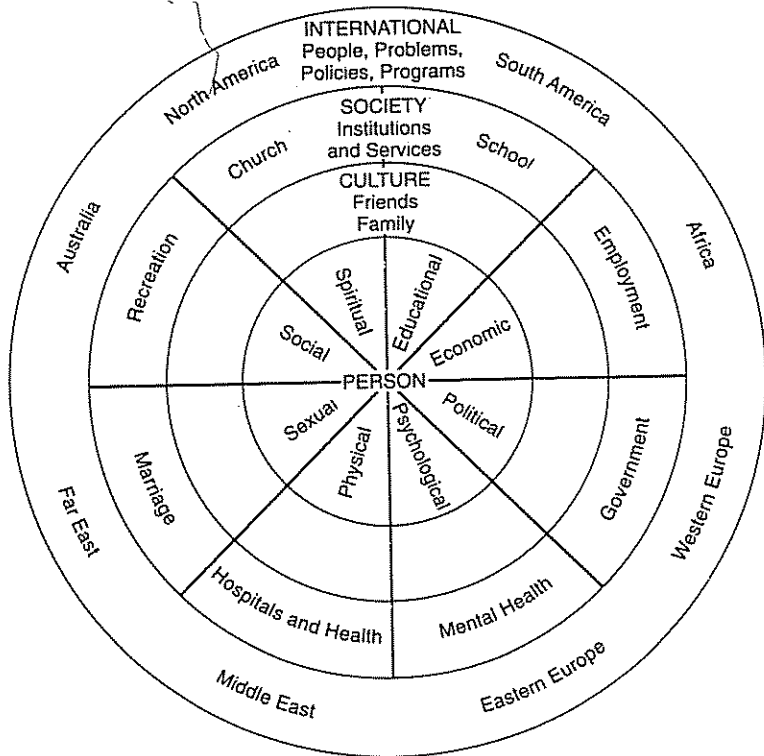 INTERNATIONAL
People, Problems,
Policies, Programs
North America
South America
SOCIETY
Institutions
and Services
Church
School
CULTURE
Friends
Family
Australia
Africa
Recreation
Employment
Spiritual
Educational
Social
Economic
PERSON
Sexual
Political
Physical
Psychological
Marriage
Government
Far East
Western Europe
Hospitals and Health
Mental Health
Middle East
Eastern Europe